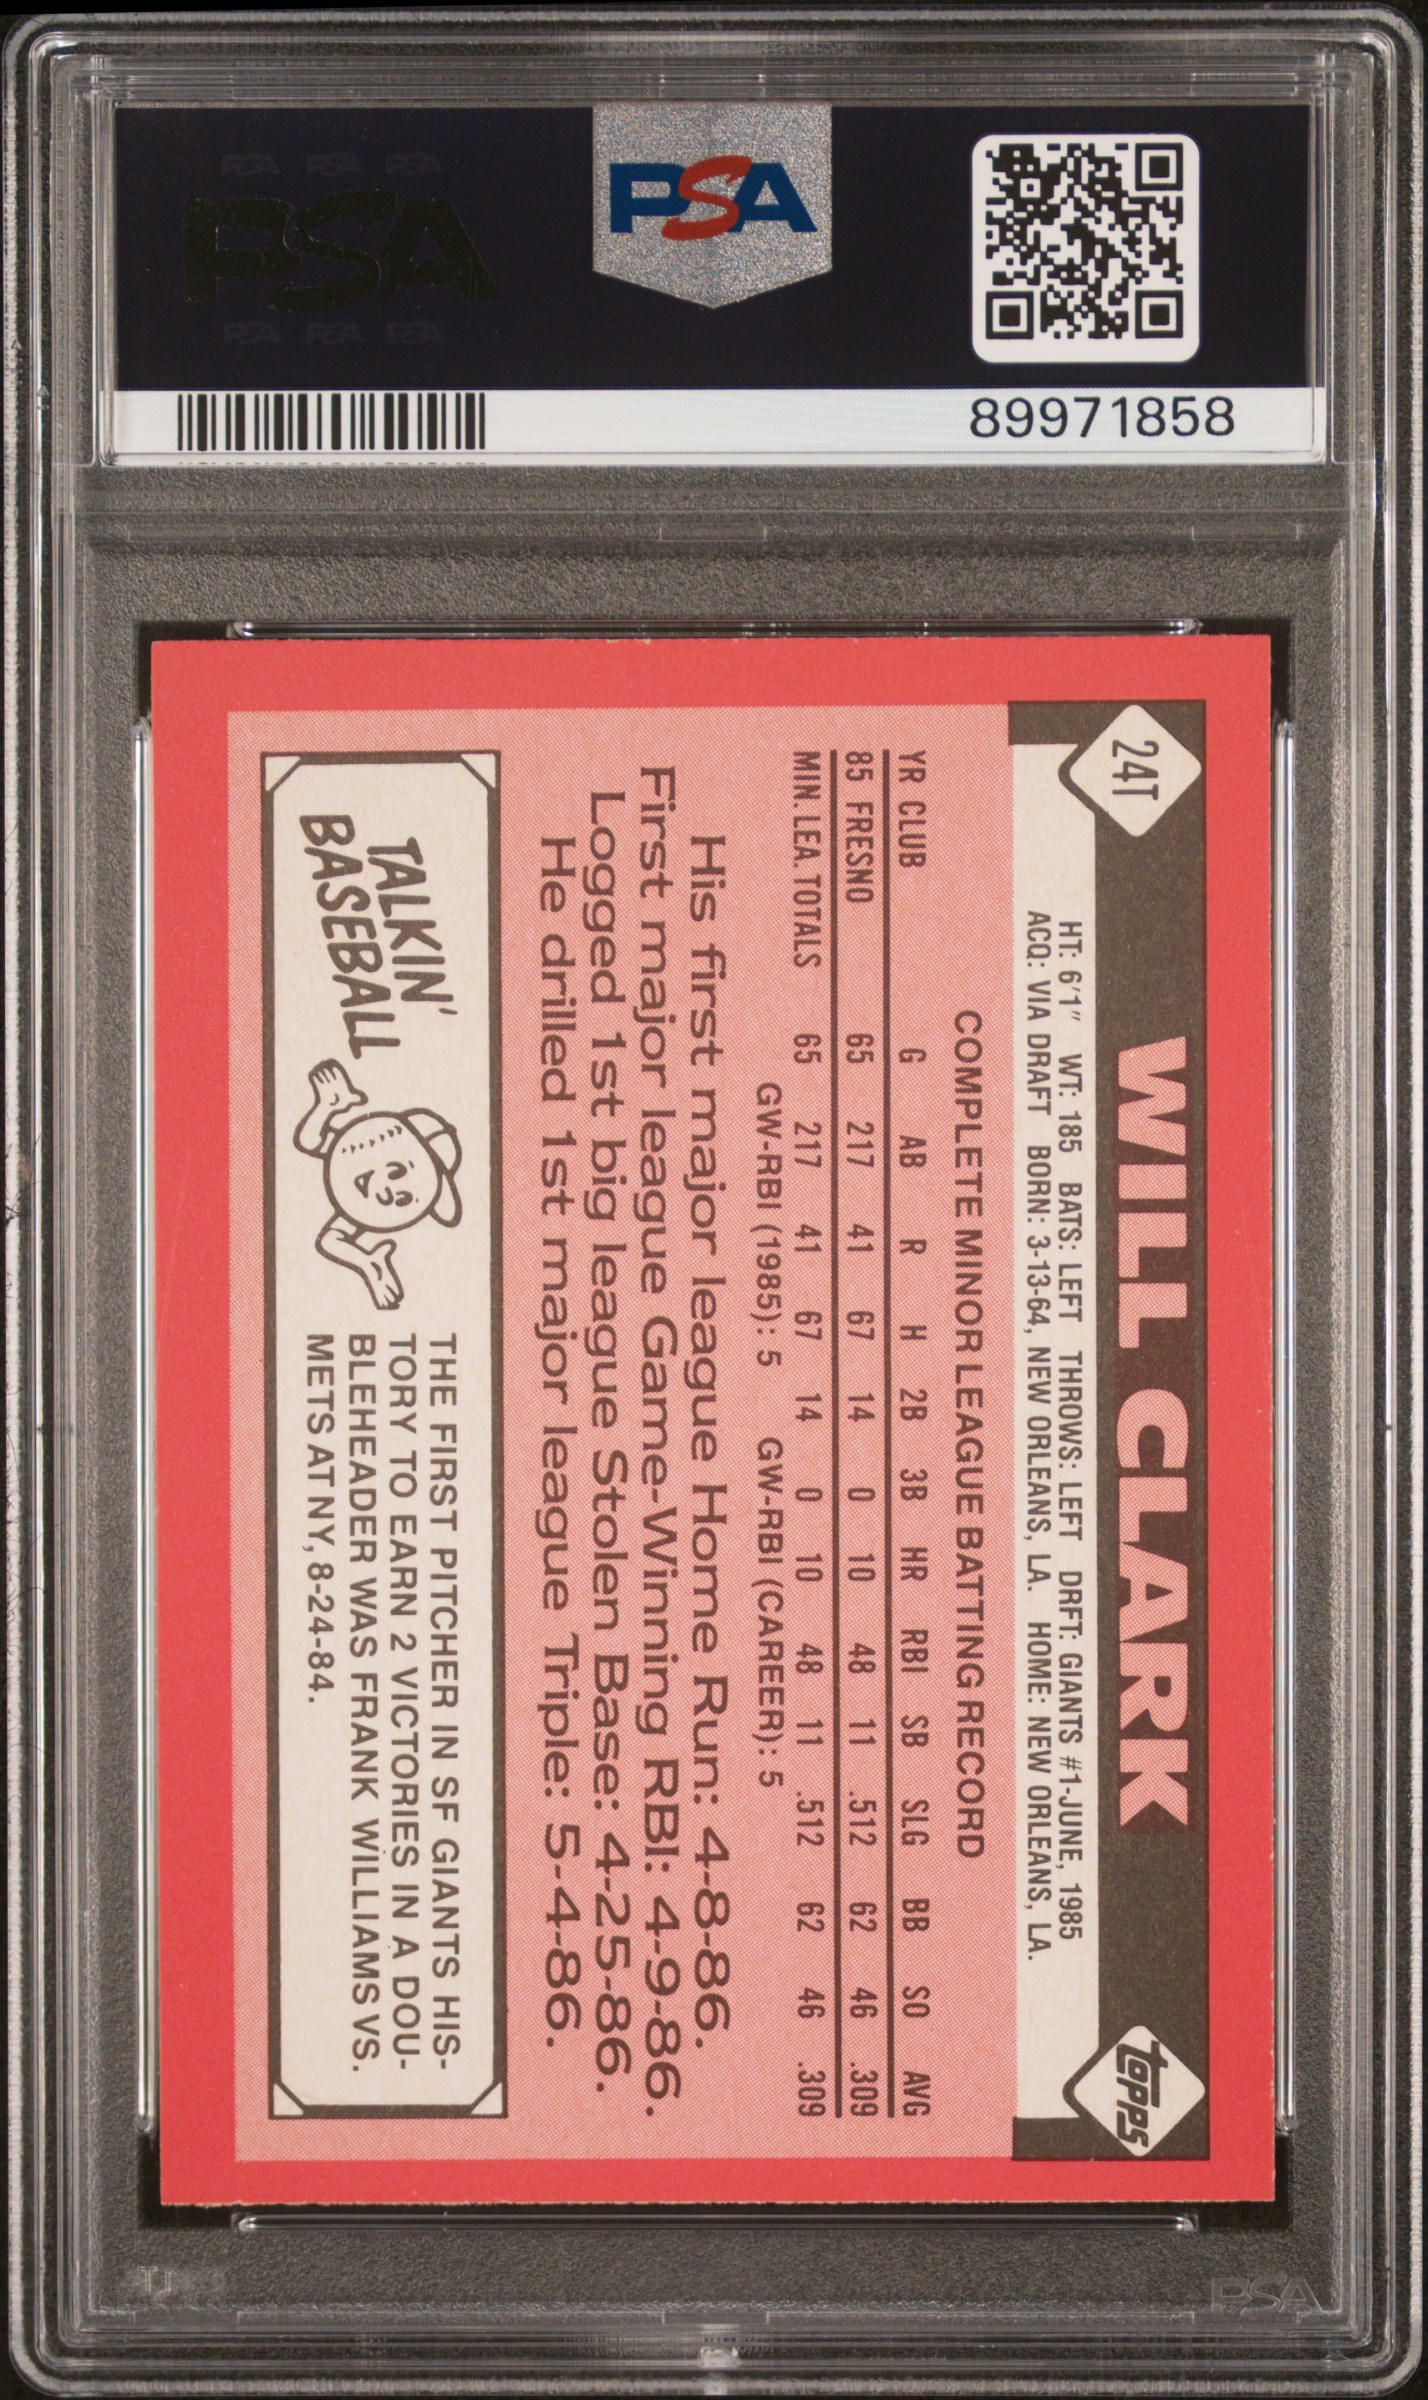 PSA PSA PSA
PSA
PSA PSA PSA
PSA
89971858
24T
WILL CLARK
topps
HT: 6'1" WT: 185 BATS: LEFT THROWS: LEFT DRFT: GIANTS #1-JUNE, 1985
ACQ: VIA DRAFT BORN: 3-13-64, NEW ORLEANS, LA. HOME: NEW ORLEANS, LA.
COMPLETE MINOR LEAGUE BATTING RECORD
YR CLUB G AB R H 2B 3B HR RBI SB SLG BB SO AVG
85 FRESNO 65 217 41 67 14 0 10 48 11 .512 62 46 .309
MIN. LEA. TOTALS 65 217 41 67 14 0 10 48 11 .512 62 46 .309
GW-RBI (1985): 5 GW-RBI (CAREER): 5
His first major league Home Run: 4-8-86.
First major league Game-Winning RBI: 4-9-86.
Logged 1st big league Stolen Base: 4-25-86.
He drilled 1st major league Triple: 5-4-86.
TALKIN'
BASEBALL
THE FIRST PITCHER IN SF GIANTS HIS-
TORY TO EARN 2 VICTORIES IN A DOU-
BLEHEADER WAS FRANK WILLIAMS VS.
METS AT NY, 8-24-84.
PSA